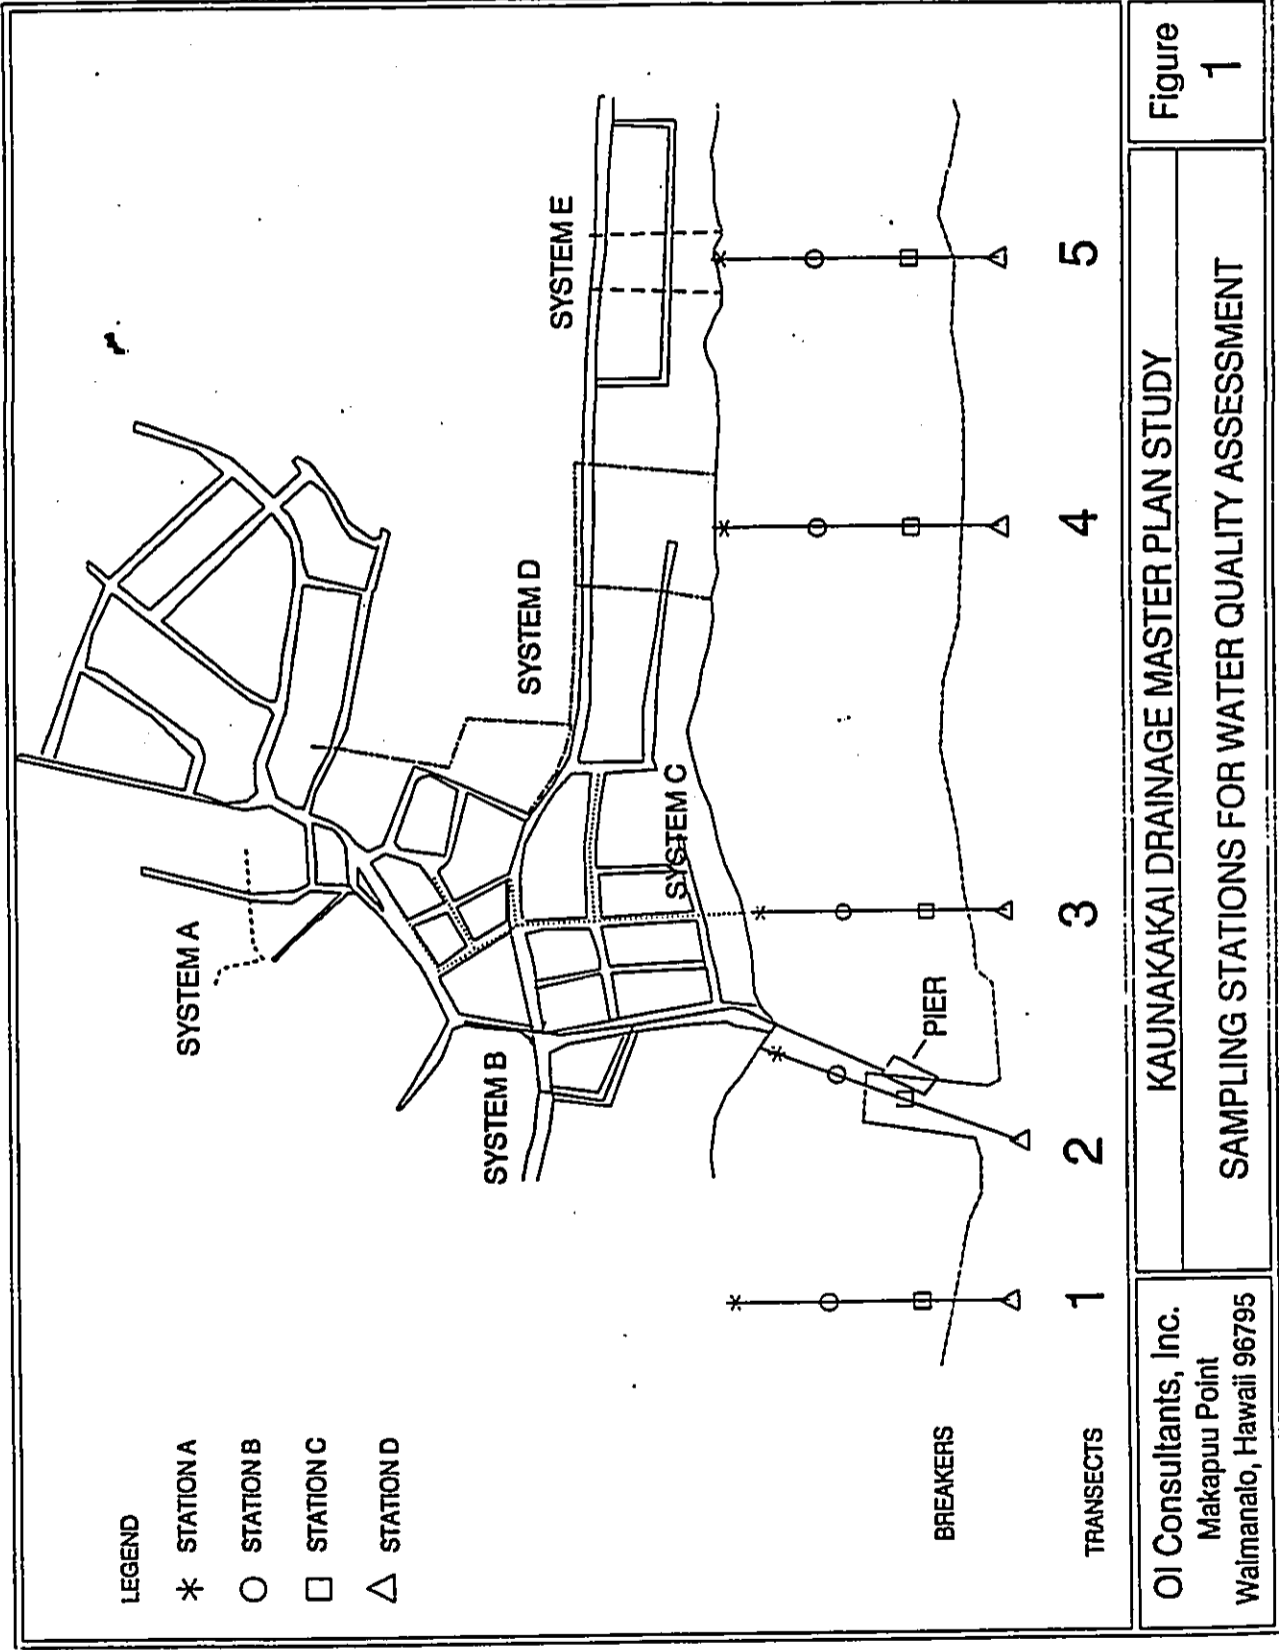 LEGEND
STATION A
STATION B
STATION C
STATION D
SYSTEM A
SYSTEM B
SYSTEM C
SYSTEM D
SYSTEM E
PIER
BREAKERS
TRANSECTS
1
2
3
4
5
OI Consultants, Inc.
Makapuu Point
Waimanalo, Hawaii 96795
KAUNAKAKAI DRAINAGE MASTER PLAN STUDY
SAMPLING STATIONS FOR WATER QUALITY ASSESSMENT
Figure
1